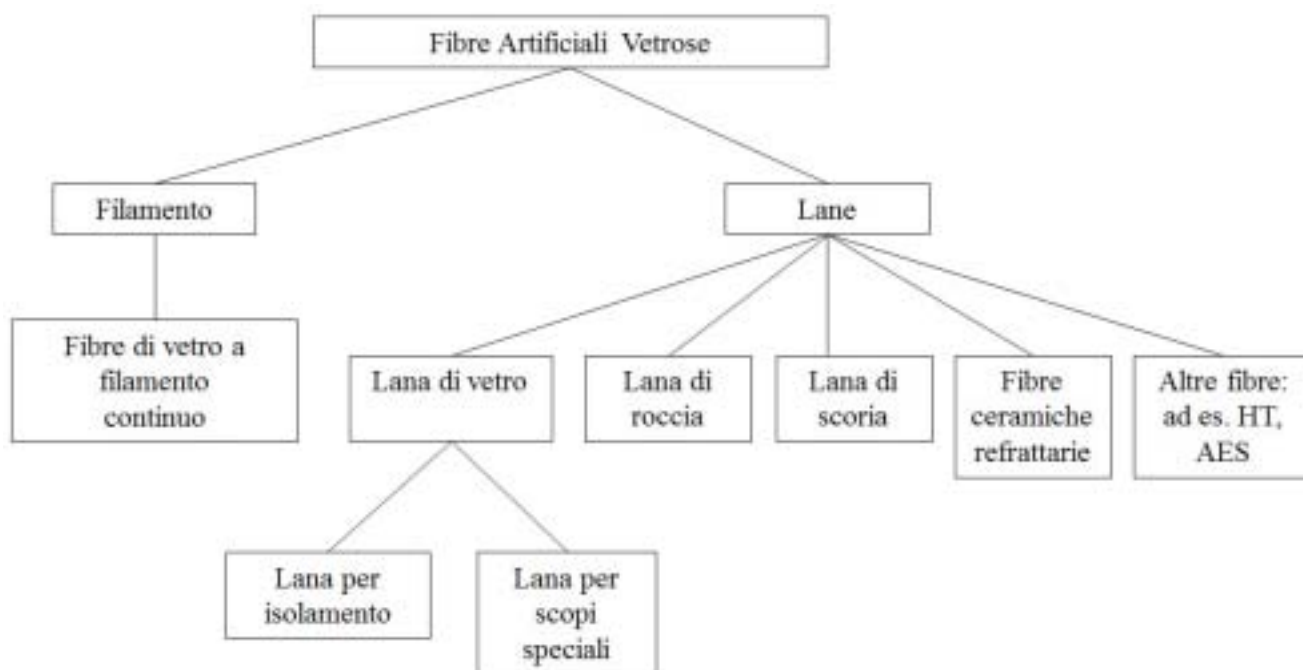 Fibre Artificiali Vetrose
Filamento
Lane
Fibre di vetro a
filamento
continuo
Lana di vetro
Lana di
roccia
Lana di
scoria
Fibre
ceramiche
refrattarie
Altre fibre:
ad es. HT,
AES
Lana per
isolamento
Lana per
scopi
speciali